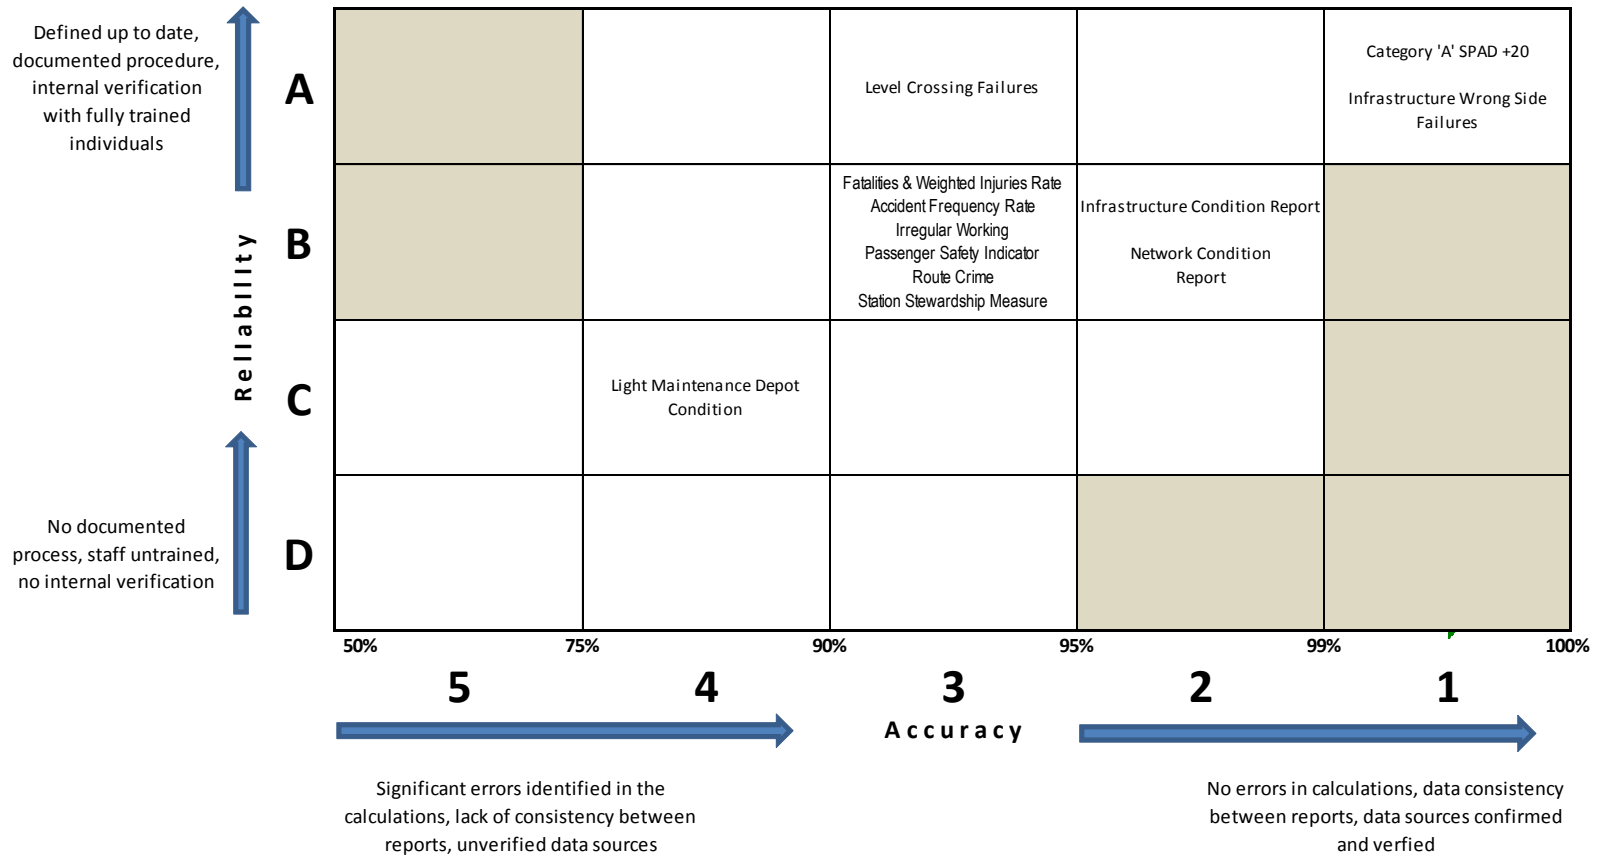 Defined up to date,
documented procedure,
internal verification
with fully trained
individuals
A
Level Crossing Failures
Category 'A' SPAD +20
Infrastructure Wrong Side
Failures
Reliability
B
Fatalities & Weighted Injuries Rate
Accident Frequency Rate
Irregular Working
Passenger Safety Indicator
Route Crime
Station Stewardship Measure
Infrastructure Condition Report
Network Condition
Report
C
Light Maintenance Depot
Condition
No documented
process, staff untrained,
no internal verification
D
50% 75% 90% 95% 99% 100%
5 4 3 2 1
Accuracy
Significant errors identified in the
calculations, lack of consistency between
reports, unverified data sources
No errors in calculations, data consistency
between reports, data sources confirmed
and verfied